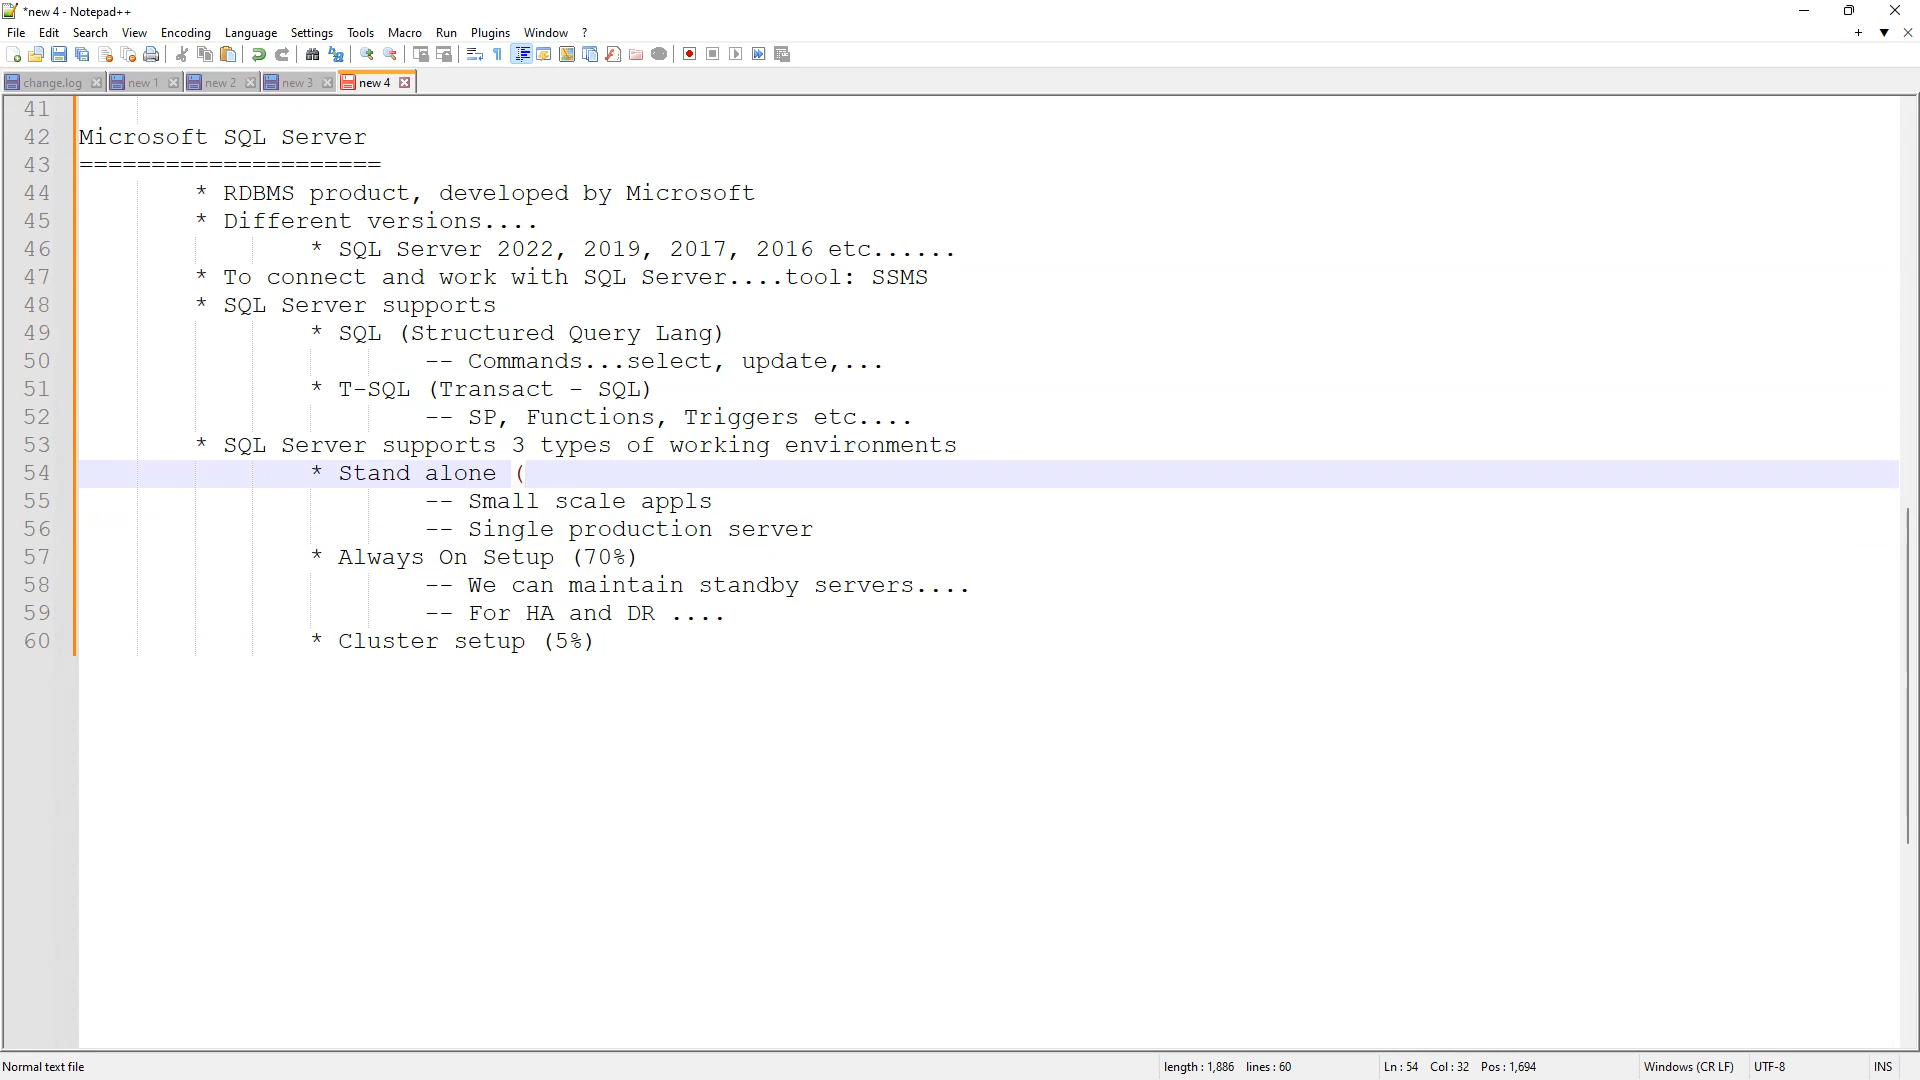 *new 4 - Notepad++
File Edit Search View Encoding Language Settings Tools Macro Run Plugins Window ?
change.log new 1 new 2 new 3 new 4
41
42 Microsoft SQL Server
43 =====================
44 * RDBMS product, developed by Microsoft
45 * Different versions....
46 * SQL Server 2022, 2019, 2017, 2016 etc......
47 * To connect and work with SQL Server....tool: SSMS
48 * SQL Server supports
49 * SQL (Structured Query Lang)
50 -- Commands...select, update,...
51 * T-SQL (Transact - SQL)
52 -- SP, Functions, Triggers etc....
53 * SQL Server supports 3 types of working environments
54 * Stand alone (
55 -- Small scale appls
56 -- Single production server
57 * Always On Setup (70%)
58 -- We can maintain standby servers....
59 -- For HA and DR ....
60 * Cluster setup (5%)
Normal text file length : 1,886 lines : 60 Ln : 54 Col : 32 Pos : 1,694 Windows (CR LF) UTF-8 INS